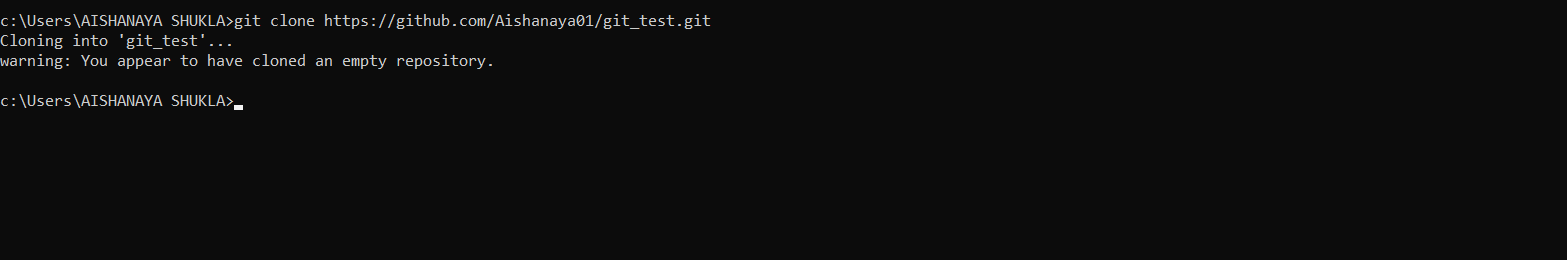 c:\Users\AISHANAYA SHUKLA>git clone https://github.com/Aishanaya01/git_test.git
Cloning into 'git_test'...
warning: You appear to have cloned an empty repository.
c:\Users\AISHANAYA SHUKLA>